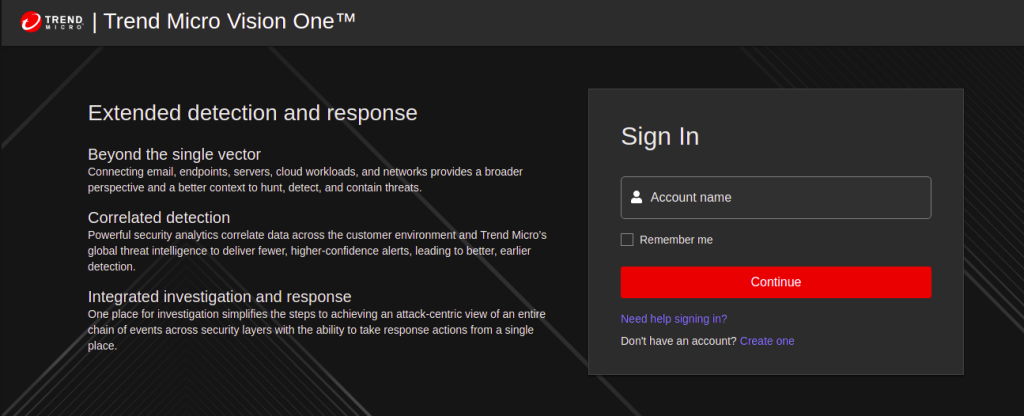 TREND MICRO | Trend Micro Vision One™
Extended detection and response
Beyond the single vector
Connecting email, endpoints, servers, cloud workloads, and networks provides a broader
perspective and a better context to hunt, detect, and contain threats.
Correlated detection
Powerful security analytics correlate data across the customer environment and Trend Micro's
global threat intelligence to deliver fewer, higher-confidence alerts, leading to better, earlier
detection.
Integrated investigation and response
One place for investigation simplifies the steps to achieving an attack-centric view of an entire
chain of events across security layers with the ability to take response actions from a single
place.
Sign In
Account name
Remember me
Continue
Need help signing in?
Don't have an account? Create one